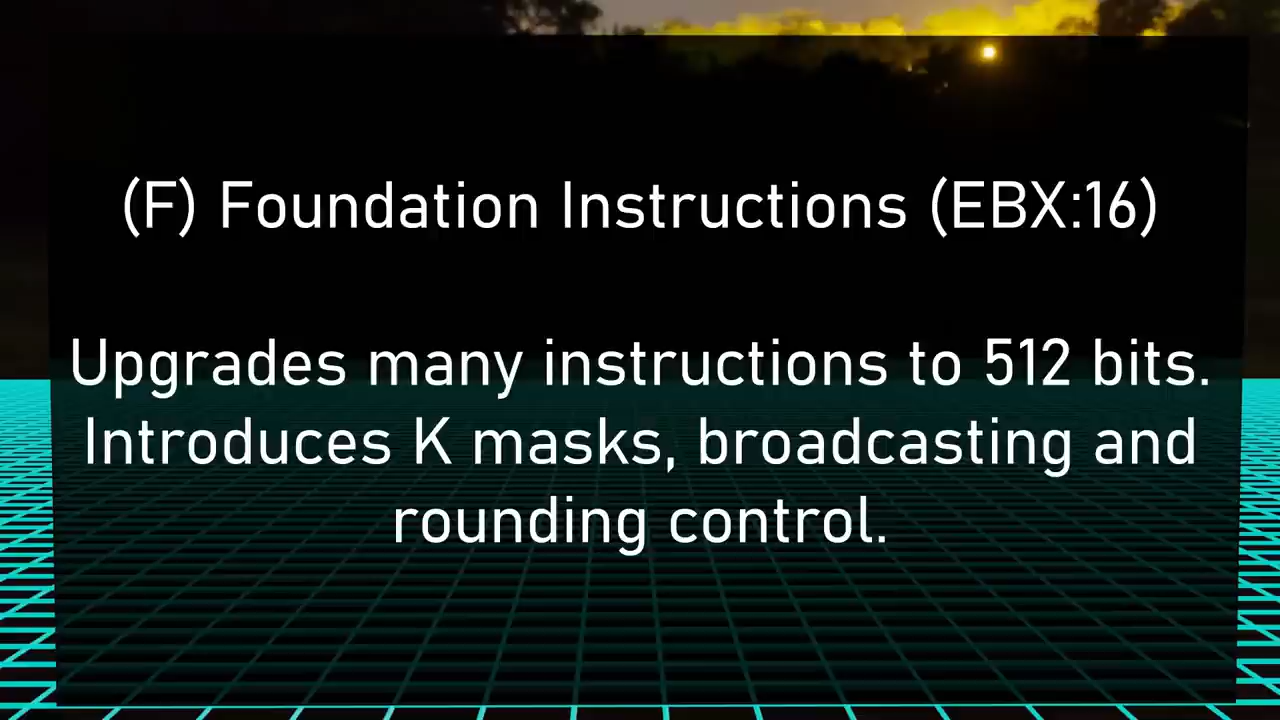 (F) Foundation Instructions (EBX:16)
Upgrades many instructions to 512 bits.
Introduces K masks, broadcasting and
rounding control.